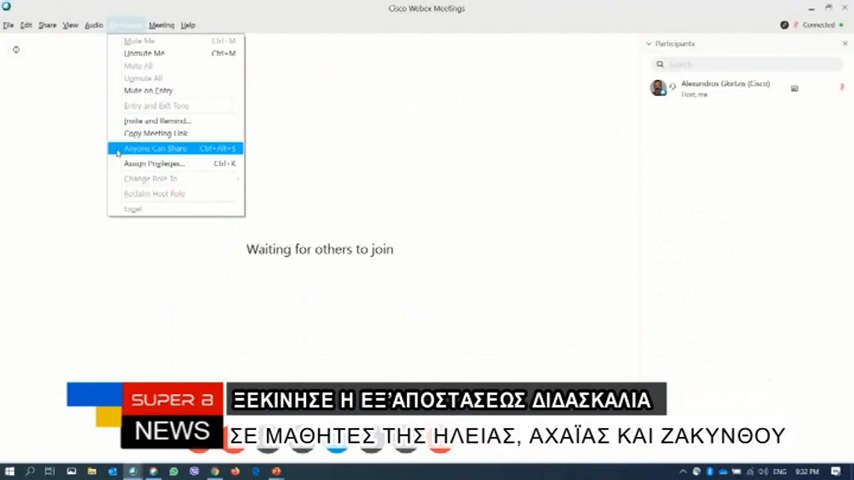 Cisco Webex Meetings
File Edit Share View Audio Participant Meeting Help
Connected
Mute Me Ctrl+M
Unmute Me Ctrl+M
Mute All
Unmute All
Mute on Entry
Entry and Exit Tone
Invite and Remind...
Copy Meeting Link
Anyone Can Share Ctrl+Alt+S
Assign Privileges... Ctrl+K
Change Role To
Reclaim Host Role
Expel
Participants
Search
Alexandros Gkiritzis (Cisco)
Host, me
Waiting for others to join
SUPER B
NEWS
ΞΕΚΙΝΗΣΕ Η ΕΞ'ΑΠΟΣΤΑΣΕΩΣ ΔΙΔΑΣΚΑΛΙΑ
ΣΕ ΜΑΘΗΤΕΣ ΤΗΣ ΗΛΕΙΑΣ, ΑΧΑΪΑΣ ΚΑΙ ΖΑΚΥΝΘΟΥ
ENG 9:32 PM